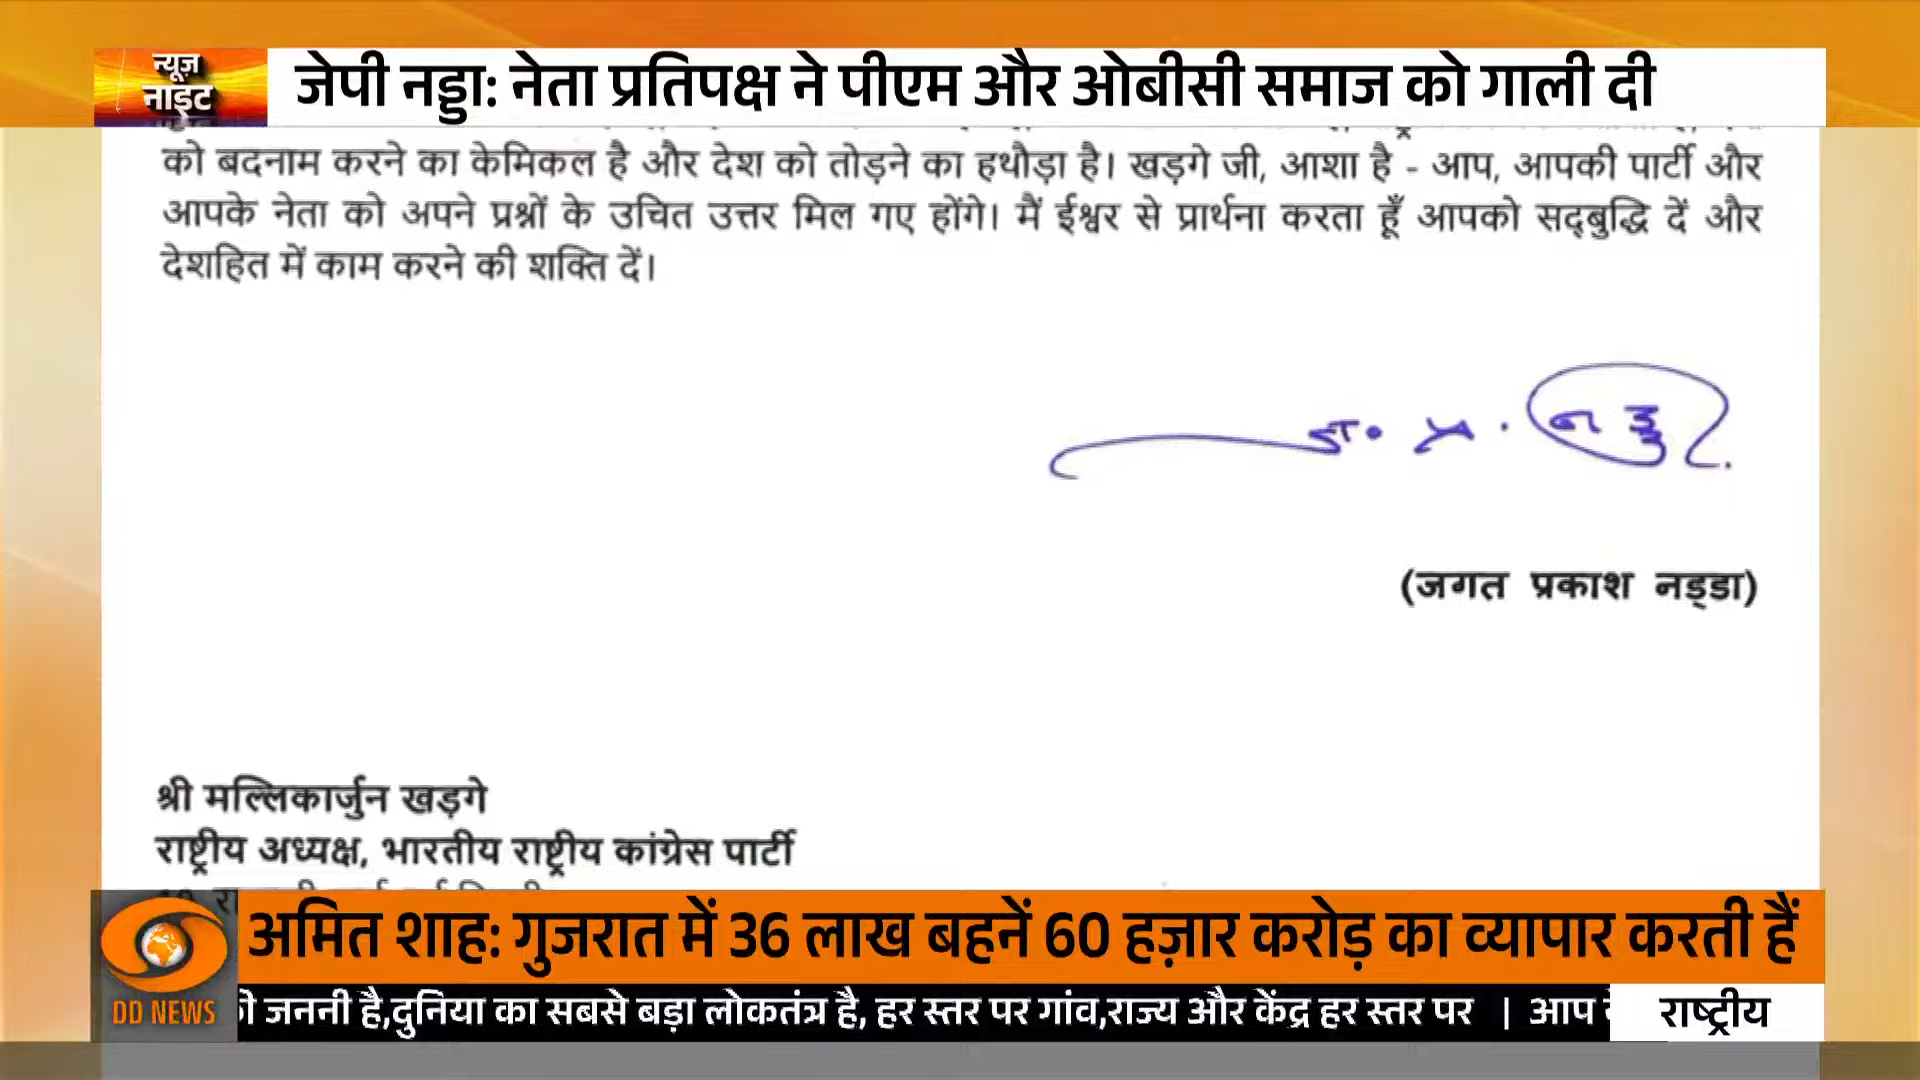 न्यूज़
नाइट
जेपी नड्डा: नेता प्रतिपक्ष ने पीएम और ओबीसी समाज को गाली दी
को बदनाम करने का केमिकल है और देश को तोड़ने का हथौड़ा है। खड़गे जी, आशा है - आप, आपकी पार्टी और
आपके नेता को अपने प्रश्नों के उचित उत्तर मिल गए होंगे। मैं ईश्वर से प्रार्थना करता हूँ आपको सद्बुद्धि दें और
देशहित में काम करने की शक्ति दें।
ज. प्र. नड्डा
(जगत प्रकाश नड्डा)
श्री मल्लिकार्जुन खड़गे
राष्ट्रीय अध्यक्ष, भारतीय राष्ट्रीय कांग्रेस पार्टी
अमित शाह: गुजरात में 36 लाख बहनें 60 हज़ार करोड़ का व्यापार करती हैं
DD NEWS
जननी है,दुनिया का सबसे बड़ा लोकतंत्र है, हर स्तर पर गांव,राज्य और केंद्र हर स्तर पर | आप
राष्ट्रीय